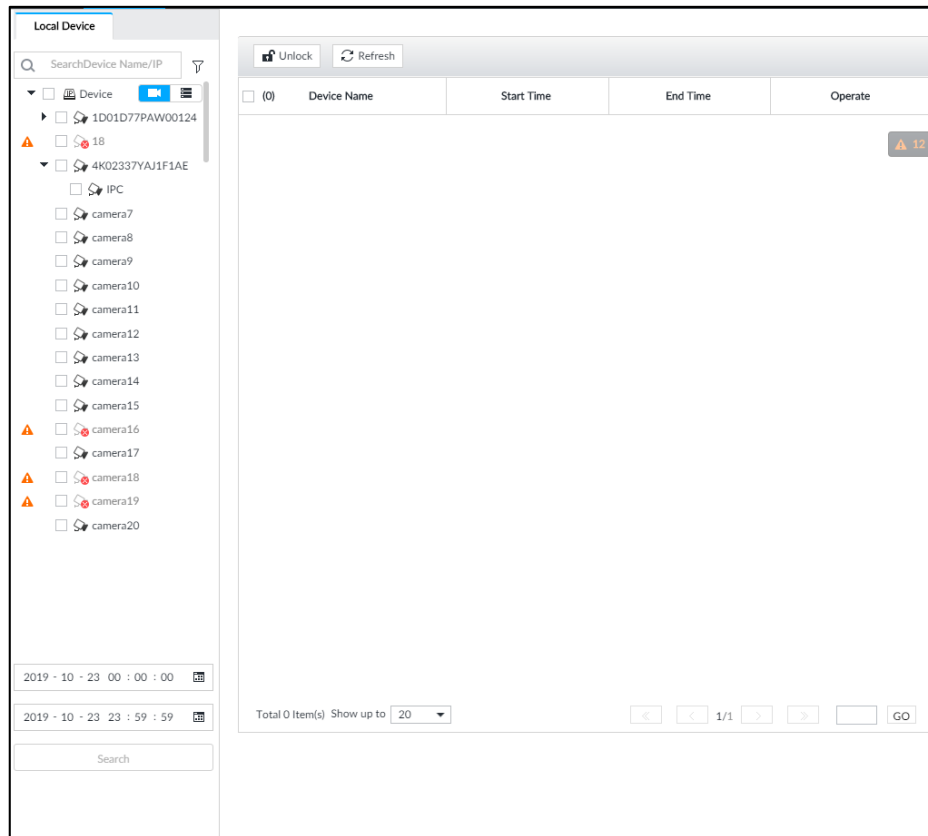 Local Device
SearchDevice Name/IP
Device
1D01D77PAW00124
18
4K02337YAJ1F1AE
IPC
camera7
camera8
camera9
camera10
camera11
camera12
camera13
camera14
camera15
camera16
camera17
camera18
camera19
camera20
2019 - 10 - 23 00 : 00 : 00
2019 - 10 - 23 23 : 59 : 59
Search
Unlock Refresh
(0) Device Name Start Time End Time Operate
12
Total 0 Item(s) Show up to 20 1/1 GO